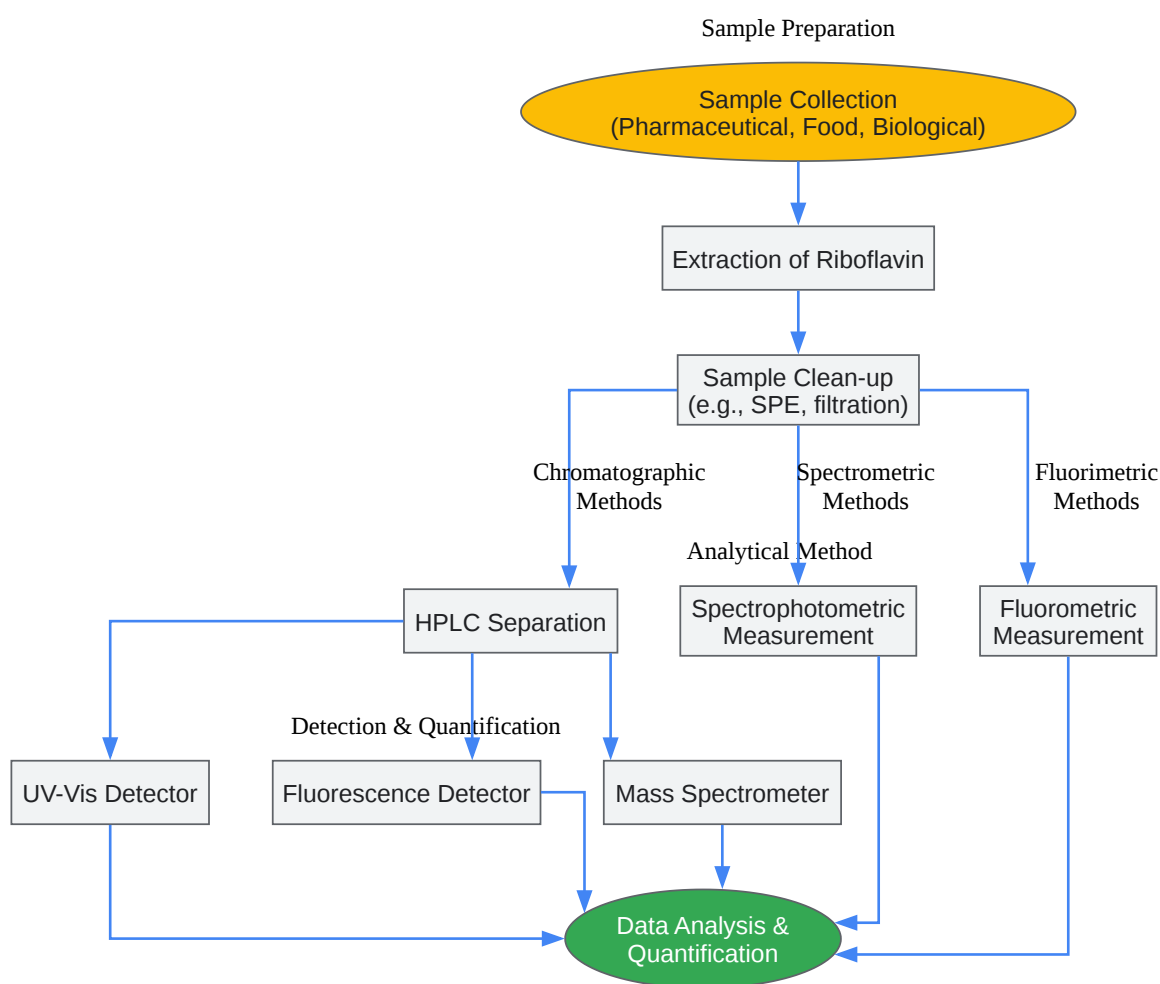 Sample Preparation
Sample Collection
(Pharmaceutical, Food, Biological)
Extraction of Riboflavin
Sample Clean-up
(e.g., SPE, filtration)
Chromatographic
Methods
Spectrometric
Methods
Fluorimetric
Methods
Analytical Method
HPLC Separation
Spectrophotometric
Measurement
Fluorometric
Measurement
Detection & Quantification
UV-Vis Detector
Fluorescence Detector
Mass Spectrometer
Data Analysis &
Quantification